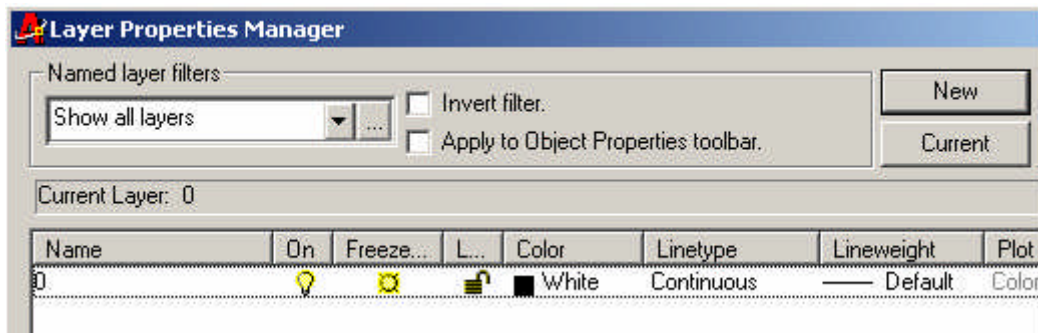 Layer Properties Manager
Named layer filters
Show all layers
...
Invert filter.
Apply to Object Properties toolbar.
New
Current
Current Layer: 0
Name On Freeze... L... Color Linetype Lineweight Plot
0 White Continuous Default Color